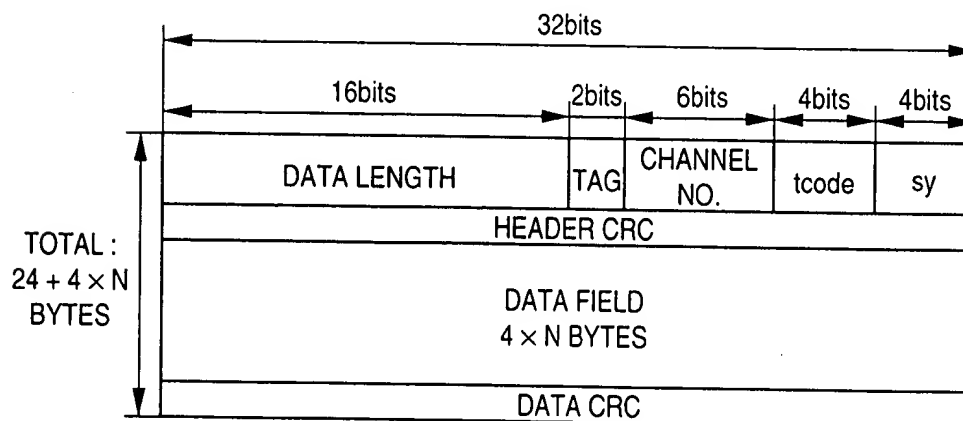 32bits
16bits
2bits
6bits
4bits
4bits
DATA LENGTH
TAG
CHANNEL
NO.
tcode
sy
HEADER CRC
TOTAL :
24 + 4 × N
BYTES
DATA FIELD
4 × N BYTES
DATA CRC